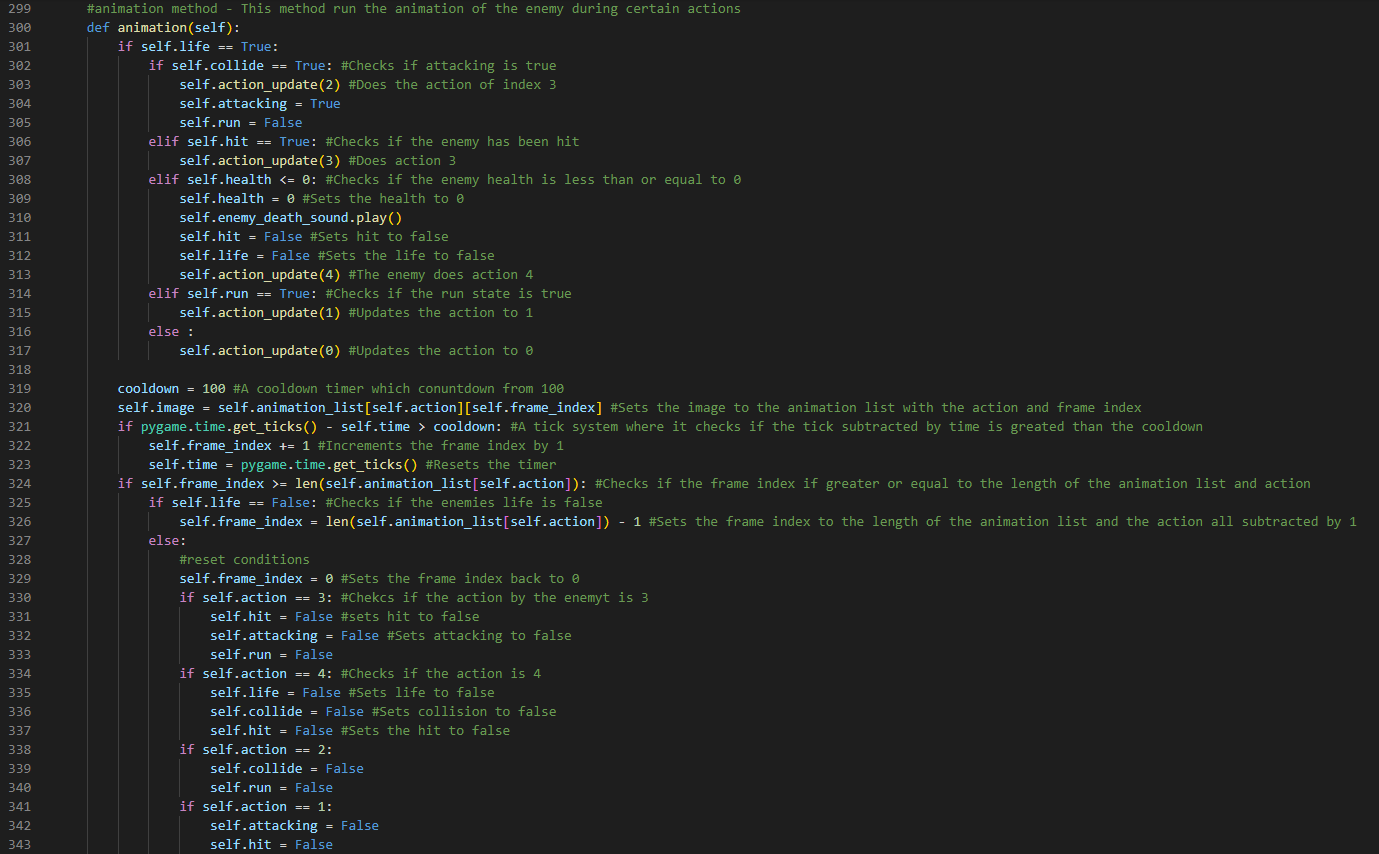 299 #animation method - This method run the animation of the enemy during certain actions
300 def animation(self):
301 if self.life == True:
302 if self.collide == True: #Checks if attacking is true
303 self.action_update(2) #Does the action of index 3
304 self.attacking = True
305 self.run = False
306 elif self.hit == True: #Checks if the enemy has been hit
307 self.action_update(3) #Does action 3
308 elif self.health <= 0: #Checks if the enemy health is less than or equal to 0
309 self.health = 0 #Sets the health to 0
310 self.enemy_death_sound.play()
311 self.hit = False #Sets hit to false
312 self.life = False #Sets the life to false
313 self.action_update(4) #The enemy does action 4
314 elif self.run == True: #Checks if the run state is true
315 self.action_update(1) #Updates the action to 1
316 else :
317 self.action_update(0) #Updates the action to 0
318
319 cooldown = 100 #A cooldown timer which conuntdown from 100
320 self.image = self.animation_list[self.action][self.frame_index] #Sets the image to the animation list with the action and frame index
321 if pygame.time.get_ticks() - self.time > cooldown: #A tick system where it checks if the tick subtracted by time is greated than the cooldown
322 self.frame_index += 1 #Increments the frame index by 1
323 self.time = pygame.time.get_ticks() #Resets the timer
324 if self.frame_index >= len(self.animation_list[self.action]): #Checks if the frame index if greater or equal to the length of the animation list and action
325 if self.life == False: #Checks if the enemies life is false
326 self.frame_index = len(self.animation_list[self.action]) - 1 #Sets the frame index to the length of the animation list and the action all subtracted by 1
327 else:
328 #reset conditions
329 self.frame_index = 0 #Sets the frame index back to 0
330 if self.action == 3: #Chekcs if the action by the enemyt is 3
331 self.hit = False #sets hit to false
332 self.attacking = False #Sets attacking to false
333 self.run = False
334 if self.action == 4: #Checks if the action is 4
335 self.life = False #Sets life to false
336 self.collide = False #Sets collision to false
337 self.hit = False #Sets the hit to false
338 if self.action == 2:
339 self.collide = False
340 self.run = False
341 if self.action == 1:
342 self.attacking = False
343 self.hit = False